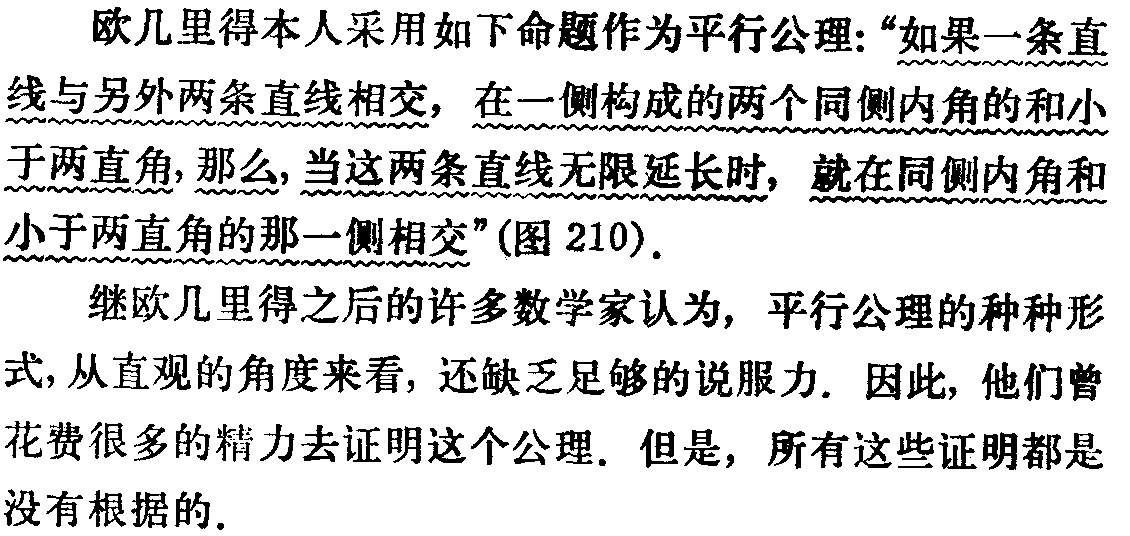 欧几里得本人采用如下命题作为平行公理：“如果一条直
线与另外两条直线相交，在一侧构成的两个同侧内角的和小
于两直角，那么，当这两条直线无限延长时，就在同侧内角和
小于两直角的那一侧相交”(图 210)．
继欧几里得之后的许多数学家认为，平行公理的种种形
式，从直观的角度来看，还缺乏足够的说服力．因此，他们曾
花费很多的精力去证明这个公理．但是，所有这些证明都是
没有根据的．